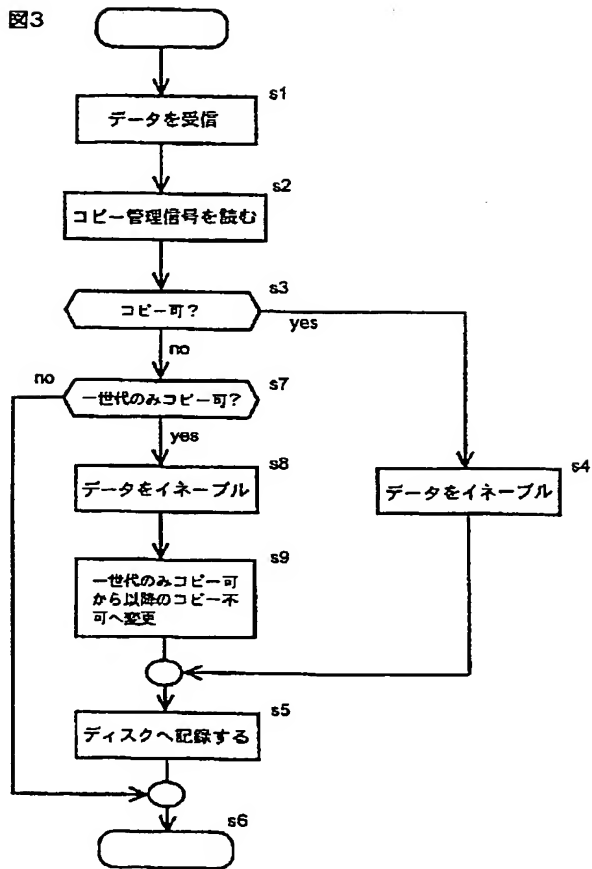 図3
s1
データを受信
s2
コピー管理信号を読む
s3
コピー可?
yes
no
no
s7
一世代のみコピー可?
yes
s8
データをイネーブル
s4
データをイネーブル
s9
一世代のみコピー可
から以降のコピー不
可へ変更
s5
ディスクへ記録する
s6